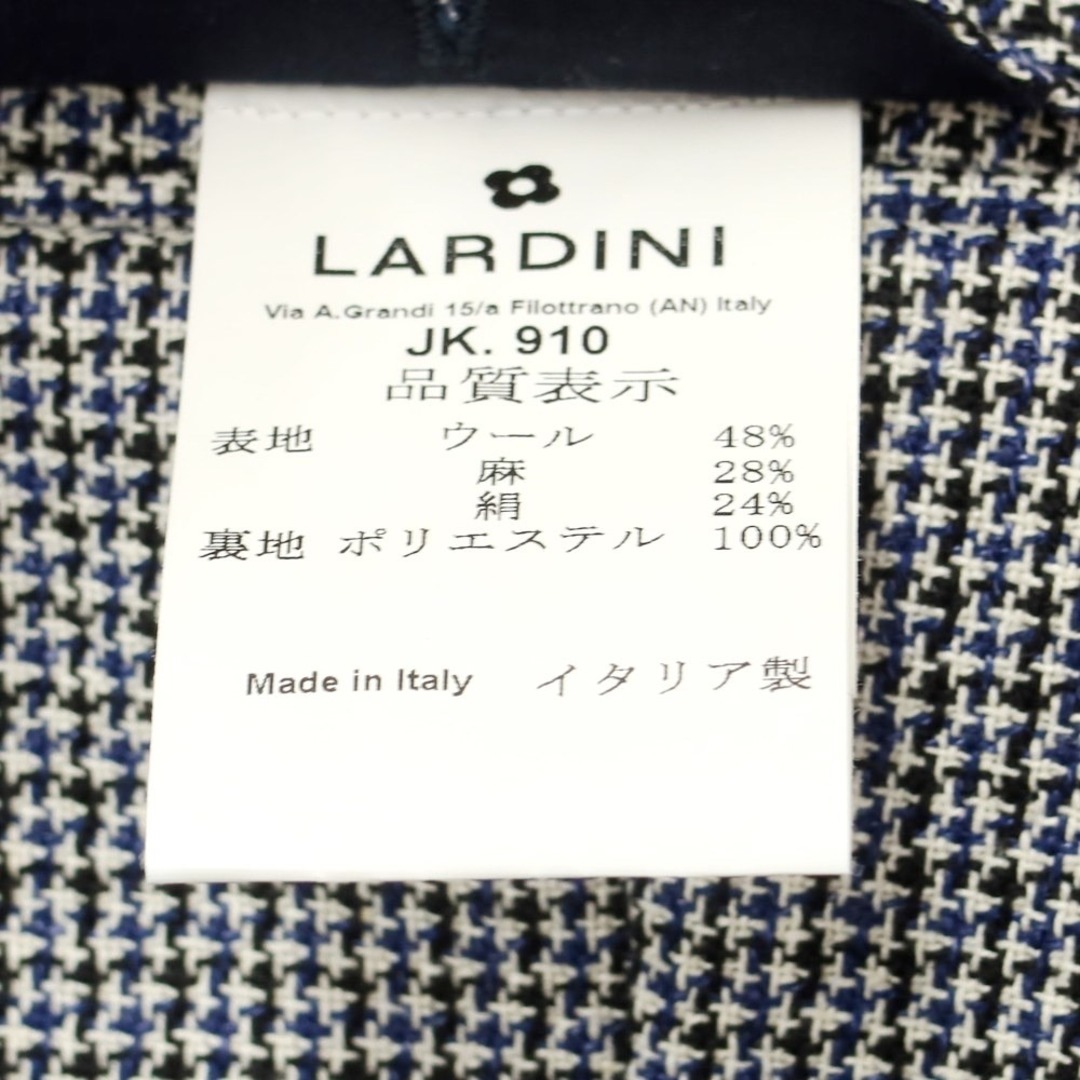 LARDINI
Via A.Grandi 15/a Filottrano (AN) Italy
JK. 910
品質表示
表地 ウール 48%
麻 28%
絹 24%
裏地 ポリエステル 100%
Made in Italy イタリア製